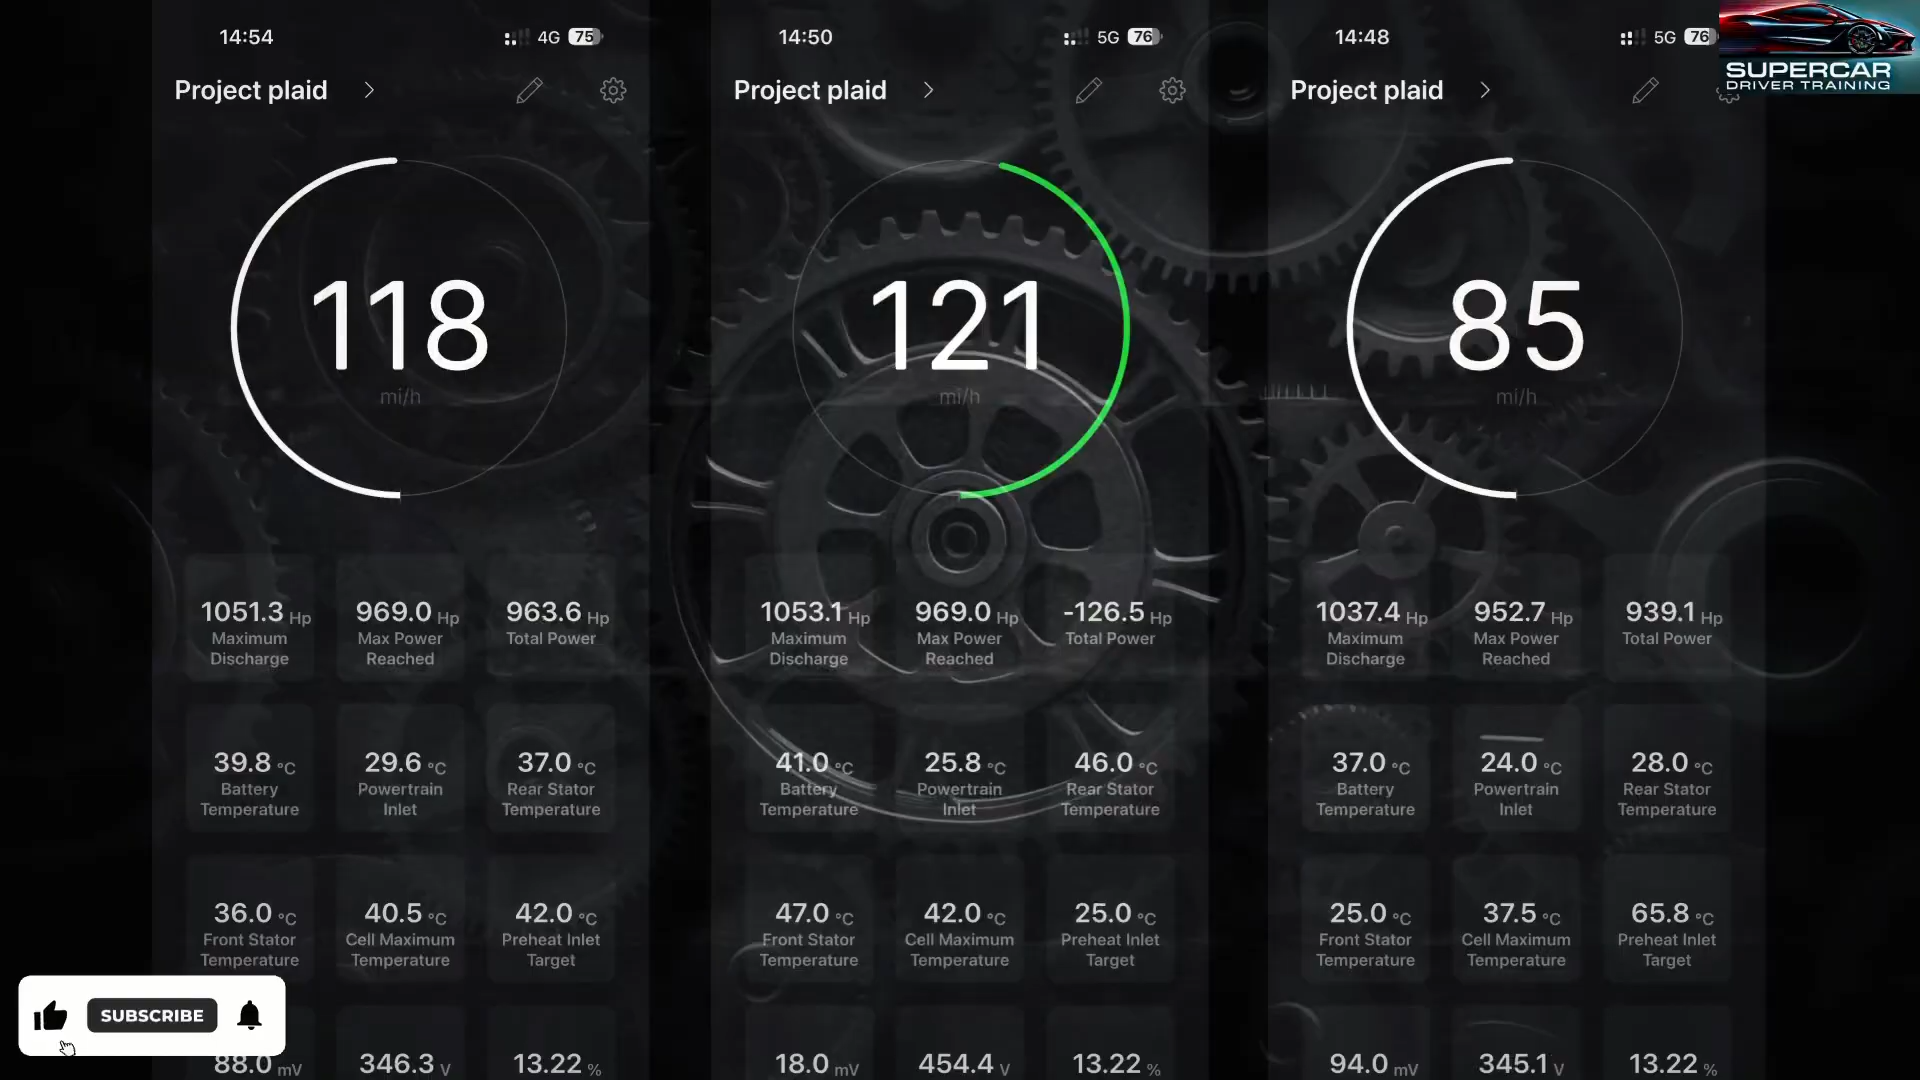 14:54 4G 75
Project plaid
118
mi/h
1051.3 Hp 969.0 Hp 963.6 Hp
Maximum Discharge Max Power Reached Total Power
39.8 °C 29.6 °C 37.0 °C
Battery Temperature Powertrain Inlet Rear Stator Temperature
36.0 °C 40.5 °C 42.0 °C
Front Stator Temperature Cell Maximum Temperature Preheat Inlet Target
88.0 mV 346.3 V 13.22 %
14:50 5G 76
Project plaid
121
mi/h
1053.1 Hp 969.0 Hp -126.5 Hp
Maximum Discharge Max Power Reached Total Power
41.0 °C 25.8 °C 46.0 °C
Battery Temperature Powertrain Inlet Rear Stator Temperature
47.0 °C 42.0 °C 25.0 °C
Front Stator Temperature Cell Maximum Temperature Preheat Inlet Target
18.0 mV 454.4 V 13.22 %
14:48 5G 76
Project plaid
85
mi/h
1037.4 Hp 952.7 Hp 939.1 Hp
Maximum Discharge Max Power Reached Total Power
37.0 °C 24.0 °C 28.0 °C
Battery Temperature Powertrain Inlet Rear Stator Temperature
25.0 °C 37.5 °C 65.8 °C
Front Stator Temperature Cell Maximum Temperature Preheat Inlet Target
94.0 mV 345.1 V 13.22 %
SUPERCAR
DRIVER TRAINING
SUBSCRIBE